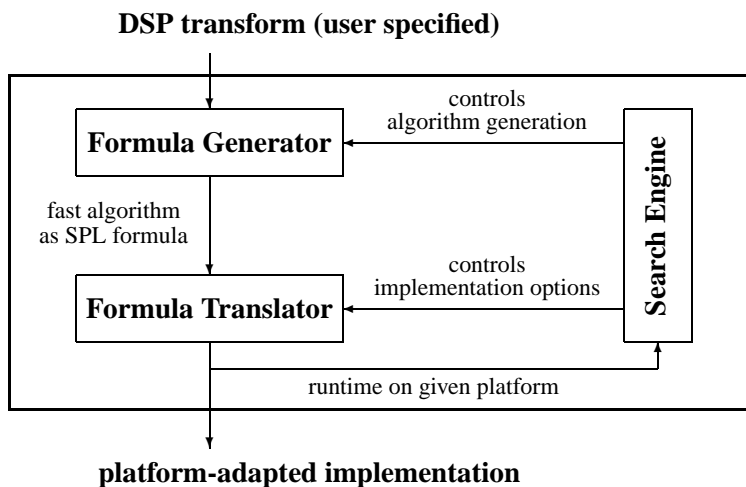 DSP transform (user specified)
controls
algorithm generation
Formula Generator
Search Engine
fast algorithm
as SPL formula
controls
implementation options
Formula Translator
runtime on given platform
platform-adapted implementation